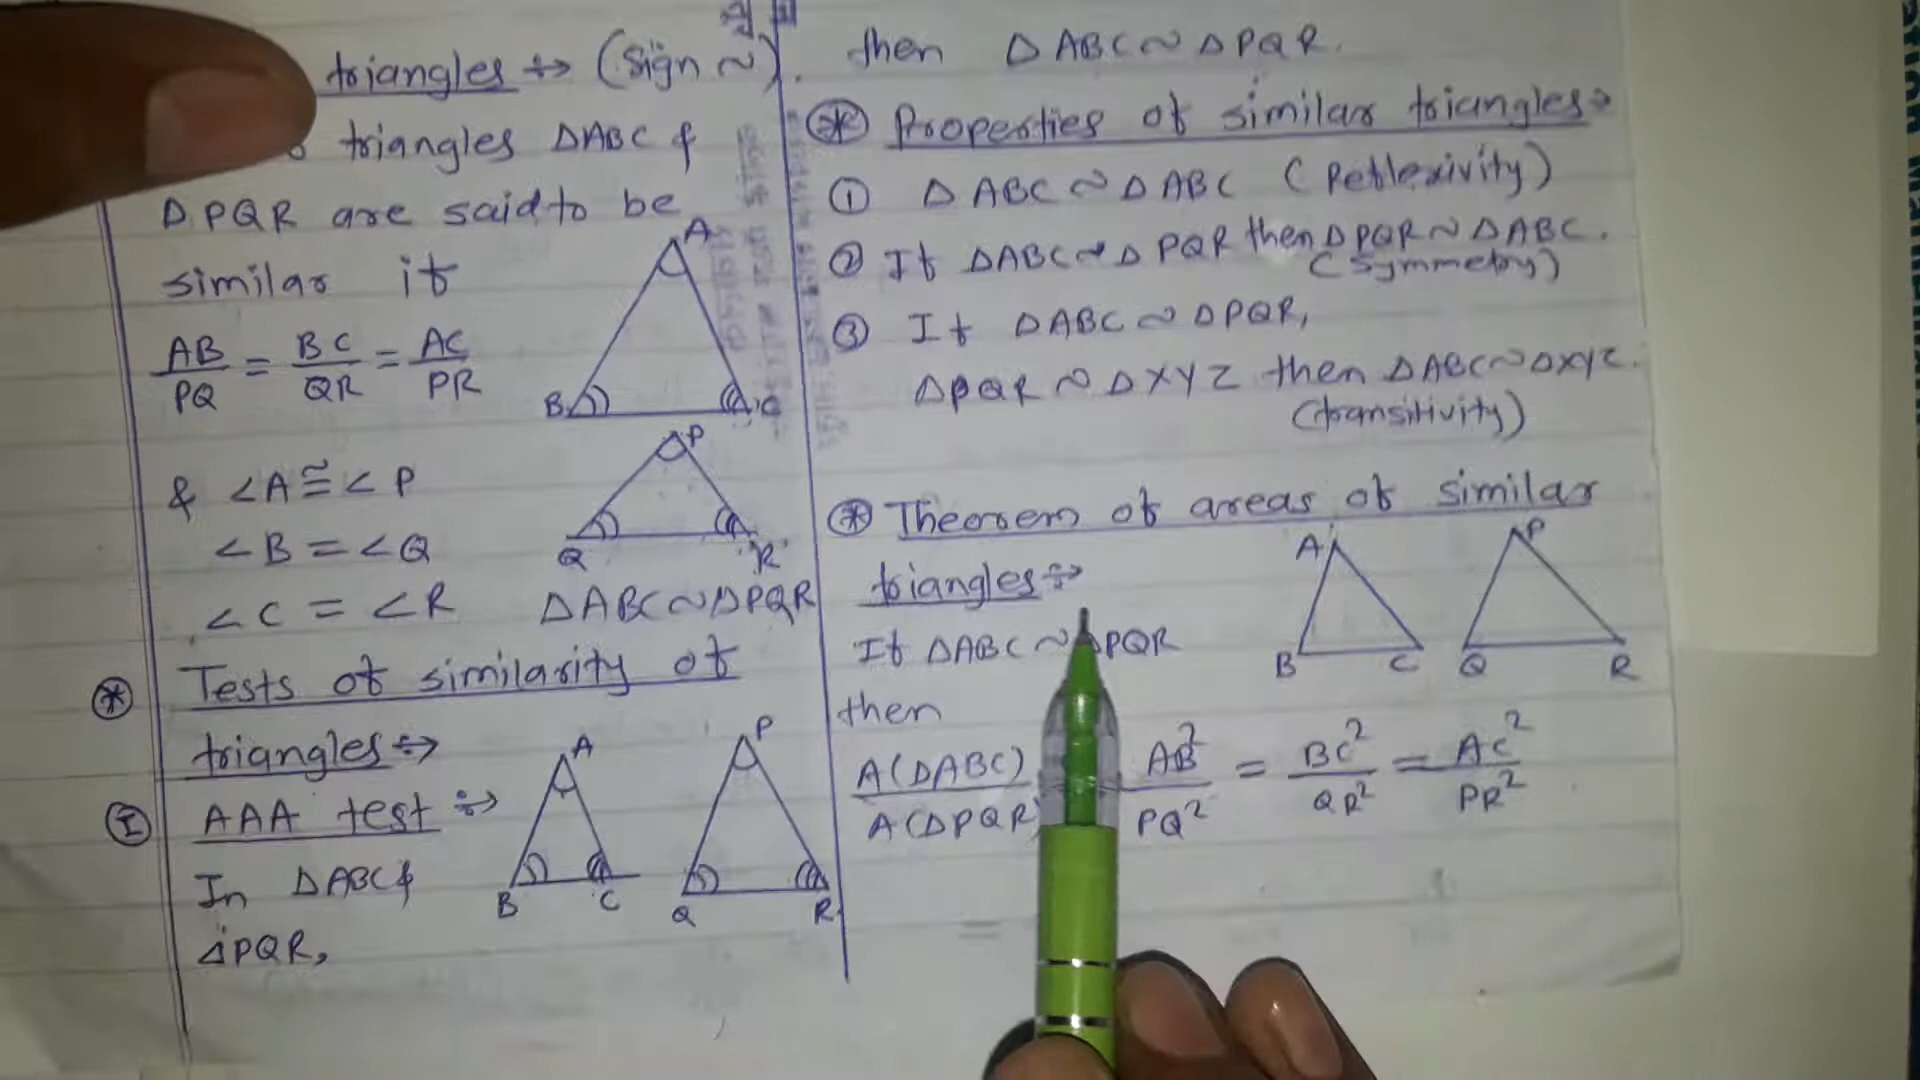 triangles ÷→ (sign ~).
triangles ΔABC &
ΔPQR are said to be
similar if
AB/PQ = BC/QR = AC/PR
A
B C
& ∠A ≅ ∠P
∠B = ∠Q
∠C = ∠R
P
Q R
ΔABC ~ ΔPQR
⊛ Tests of similarity of
triangles ÷→
Ⓘ AAA test ÷→
In ΔABC &
ΔPQR,
A P
B C Q R
then ΔABC ~ ΔPQR.
⊛ Properties of similar triangles→
① ΔABC ~ ΔABC (Reflexivity)
② If ΔABC ~ ΔPQR then ΔPQR ~ ΔABC.
(Symmetry)
③ If ΔABC ~ ΔPQR,
ΔPQR ~ ΔXYZ then ΔABC ~ ΔXYZ.
(transitivity)
⊛ Theorem of areas of similar
triangles ÷→
If ΔABC ~ ΔPQR
then
A P
B C Q R
A(ΔABC)/A(ΔPQR) AB²/PQ² = BC²/QR² = AC²/PR²